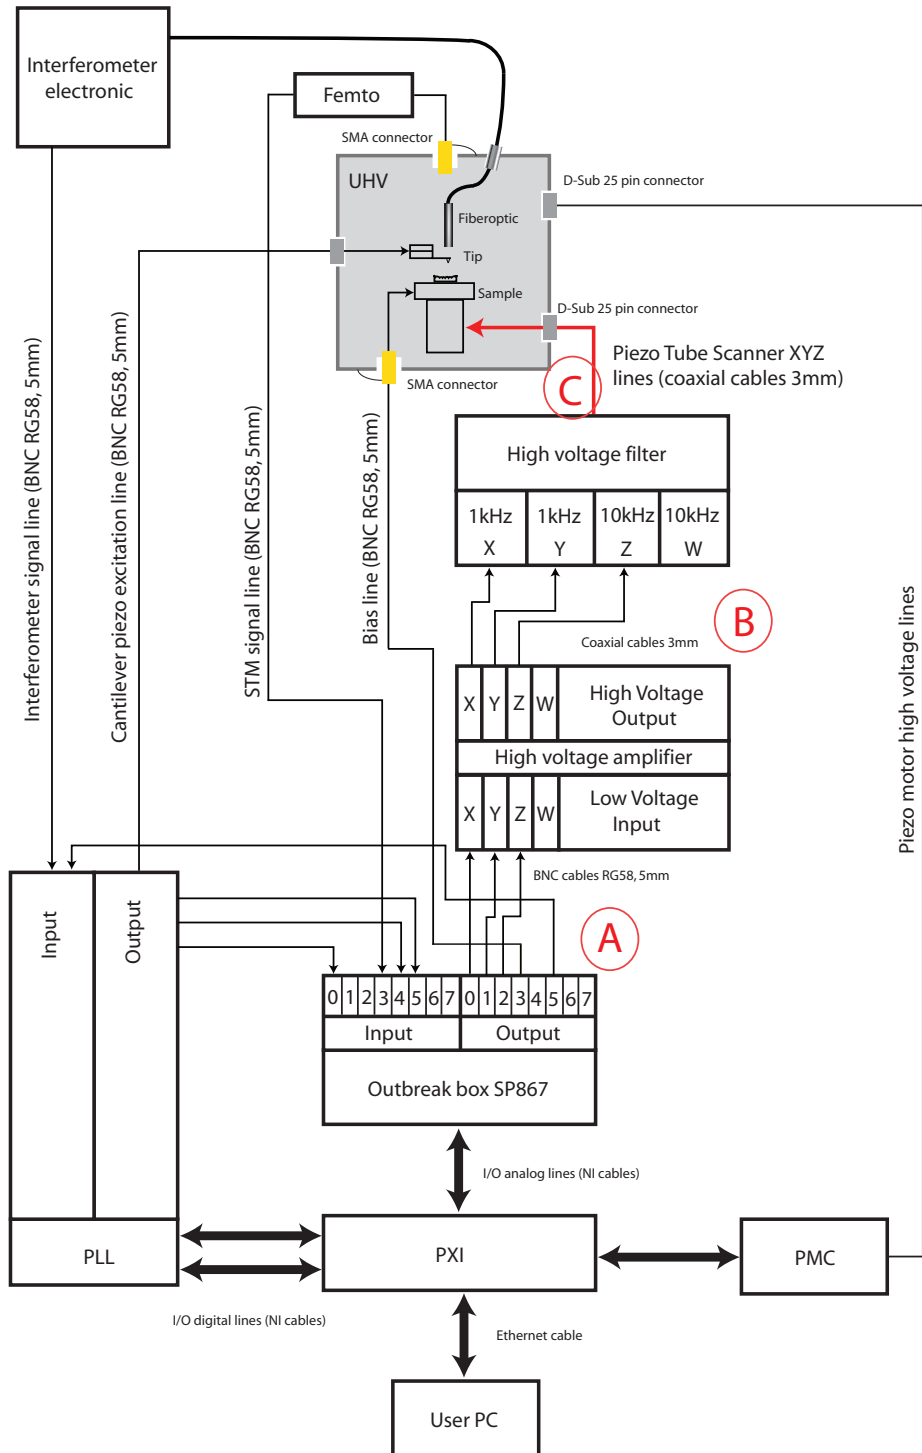 Interferometer
electronic
Femto
SMA connector
UHV
D-Sub 25 pin connector
Fiberoptic
Tip
Sample
D-Sub 25 pin connector
SMA connector
Piezo Tube Scanner XYZ
lines (coaxial cables 3mm)
C
High voltage filter
1kHz 1kHz 10kHz 10kHz
X Y Z W
Interferometer signal line (BNC RG58, 5mm)
Cantilever piezo excitation line (BNC RG58, 5mm)
STM signal line (BNC RG58, 5mm)
Bias line (BNC RG58, 5mm)
B
Coaxial cables 3mm
X Y Z W
High Voltage
Output
High voltage amplifier
X Y Z W
Low Voltage
Input
Piezo motor high voltage lines
BNC cables RG58, 5mm
A
Input
Output
0 1 2 3 4 5 6 7 0 1 2 3 4 5 6 7
Input Output
Outbreak box SP867
I/O analog lines (NI cables)
PLL
PXI
PMC
I/O digital lines (NI cables)
Ethernet cable
User PC